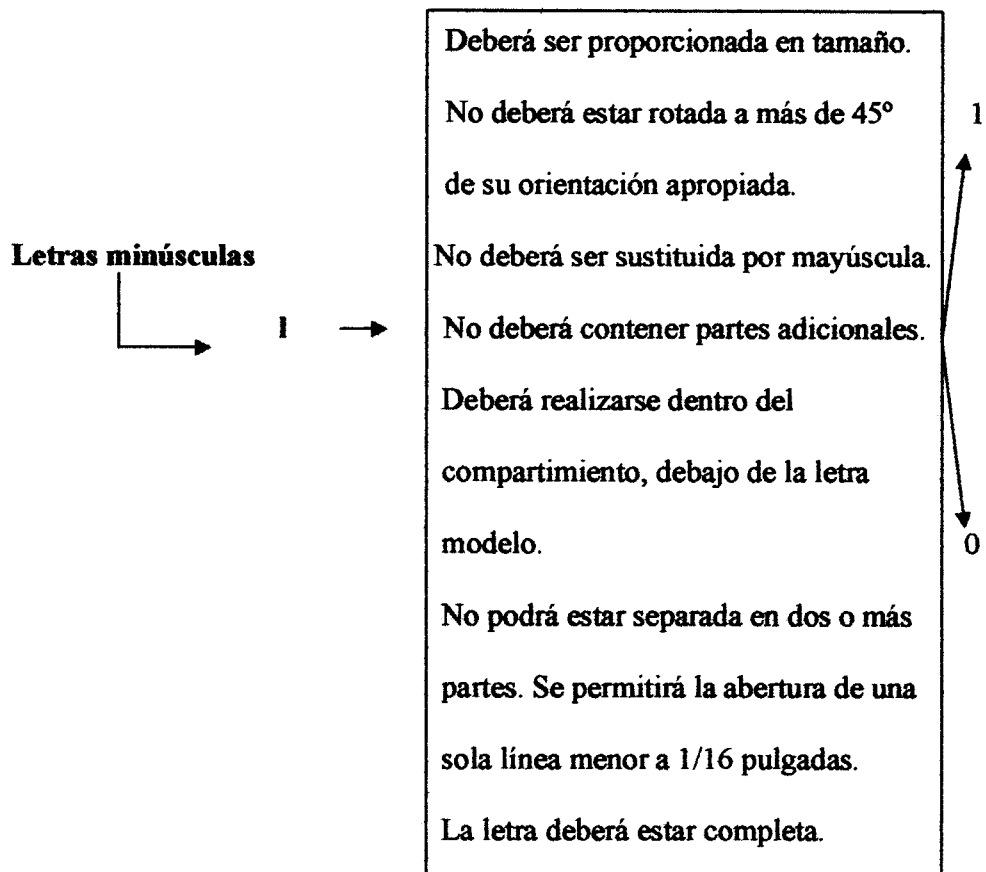 Deberá ser proporcionada en tamaño.
No deberá estar rotada a más de 45º 1
de su orientación apropiada.
Letras minúsculas No deberá ser sustituida por mayúscula.
l No deberá contener partes adicionales.
Deberá realizarse dentro del
compartimiento, debajo de la letra
modelo. 0
No podrá estar separada en dos o más
partes. Se permitirá la abertura de una
sola línea menor a 1/16 pulgadas.
La letra deberá estar completa.